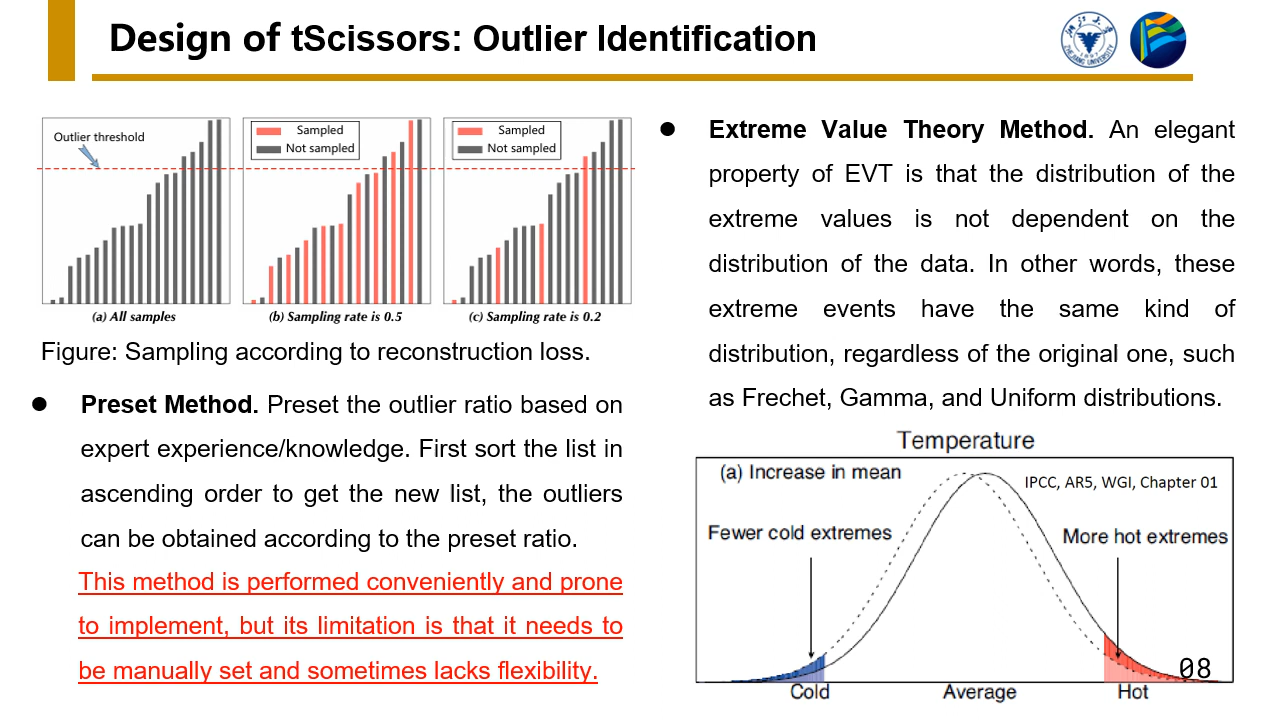 Design of tScissors: Outlier Identification
ZHEJIANG UNIVERSITY
Outlier threshold
Sampled
Not sampled
Sampled
Not sampled
(a) All samples
(b) Sampling rate is 0.5
(c) Sampling rate is 0.2
Figure: Sampling according to reconstruction loss.
● Preset Method. Preset the outlier ratio based on
expert experience/knowledge. First sort the list in
ascending order to get the new list, the outliers
can be obtained according to the preset ratio.
This method is performed conveniently and prone
to implement, but its limitation is that it needs to
be manually set and sometimes lacks flexibility.
● Extreme Value Theory Method. An elegant
property of EVT is that the distribution of the
extreme values is not dependent on the
distribution of the data. In other words, these
extreme events have the same kind of
distribution, regardless of the original one, such
as Frechet, Gamma, and Uniform distributions.
Temperature
(a) Increase in mean
IPCC, AR5, WGI, Chapter 01
Fewer cold extremes
More hot extremes
Cold
Average
Hot
08